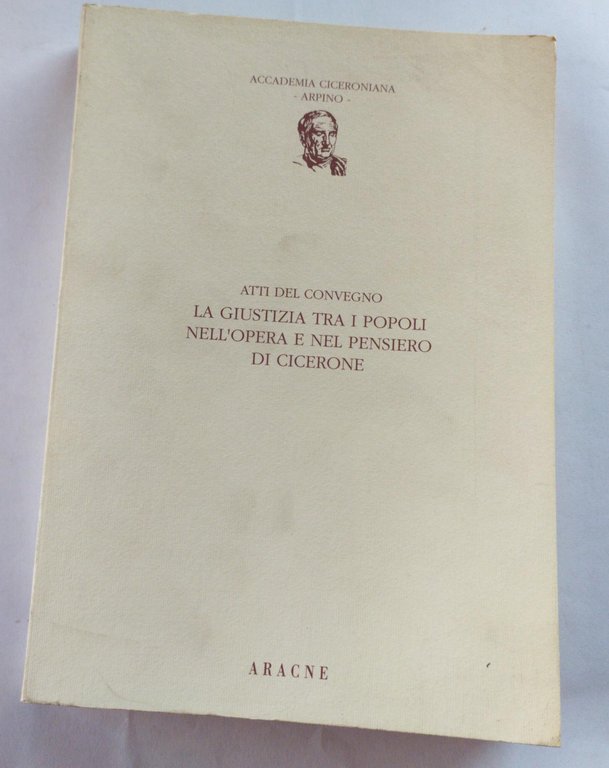 ACCADEMIA CICERONIANA
- ARPINO -
ATTI DEL CONVEGNO
LA GIUSTIZIA TRA I POPOLI
NELL'OPERA E NEL PENSIERO
DI CICERONE
ARACNE